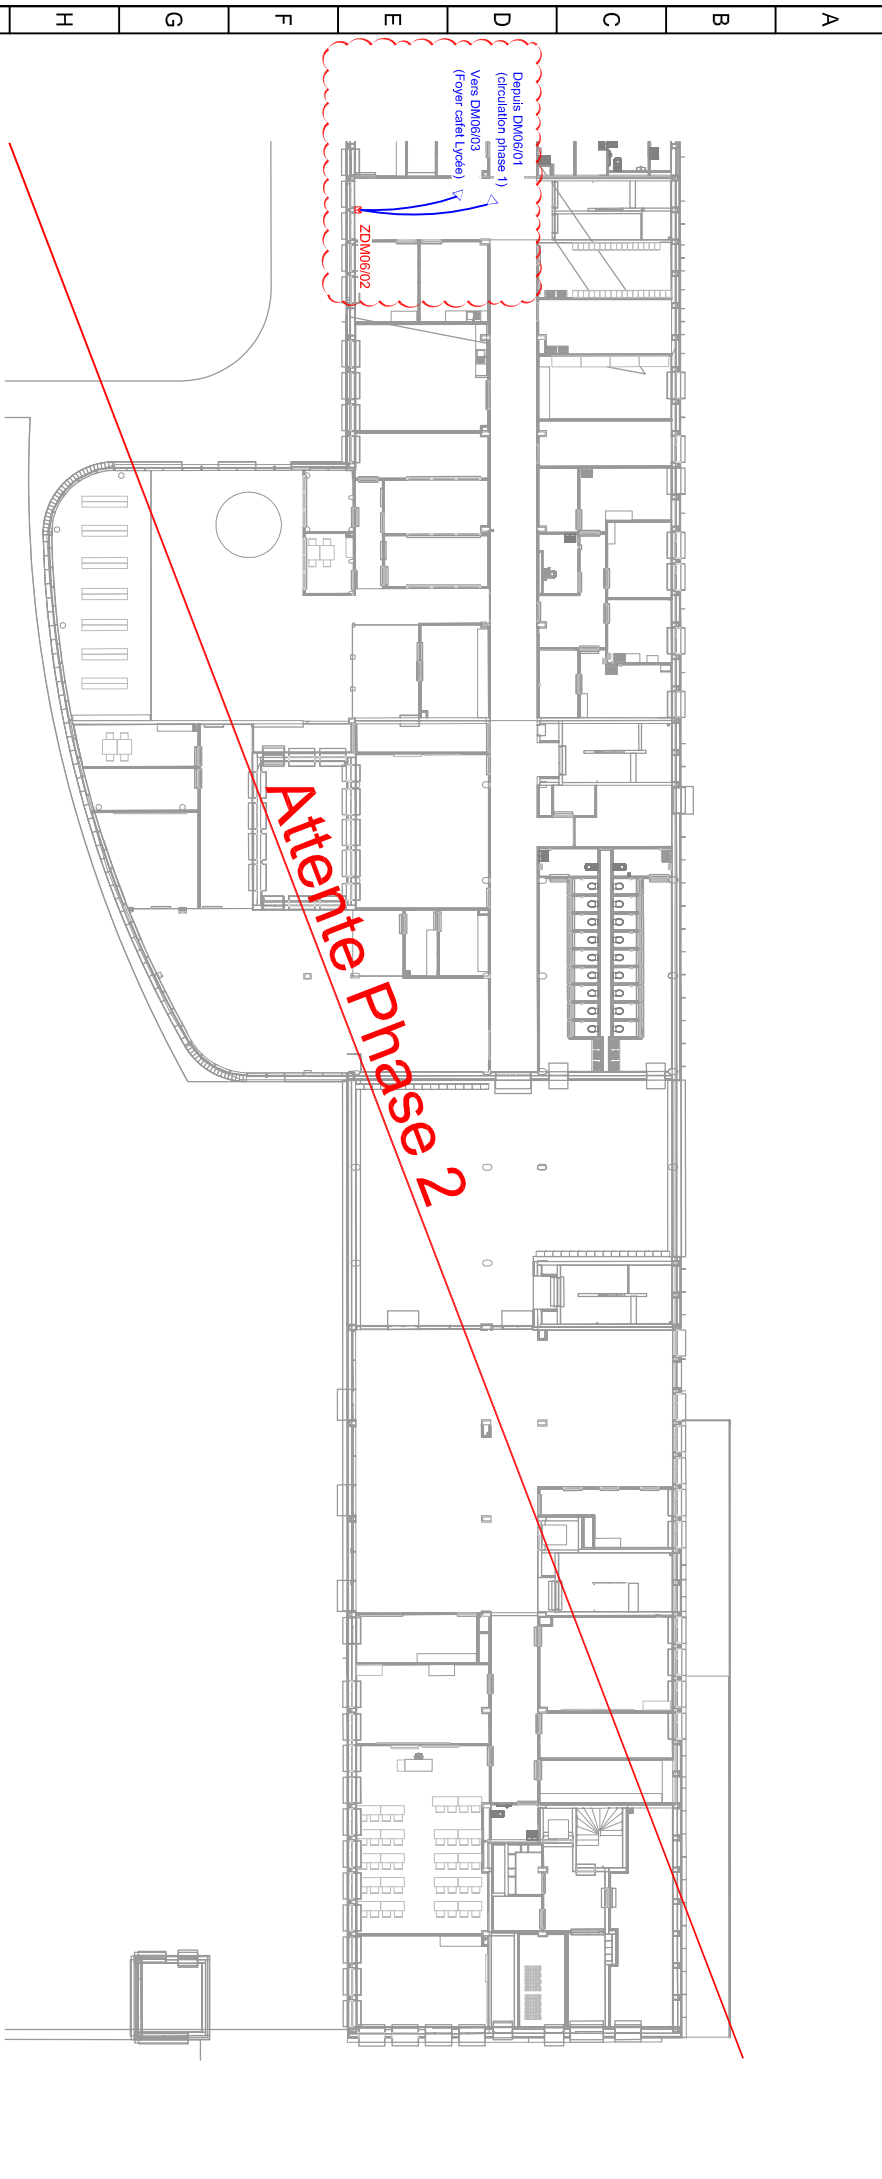 H G F E D C B A
Depuis DM06/01
(circulation phase 1)
Vers DM06/03
(Foyer cafet Lycée)
ZDM06/02
Attente Phase 2